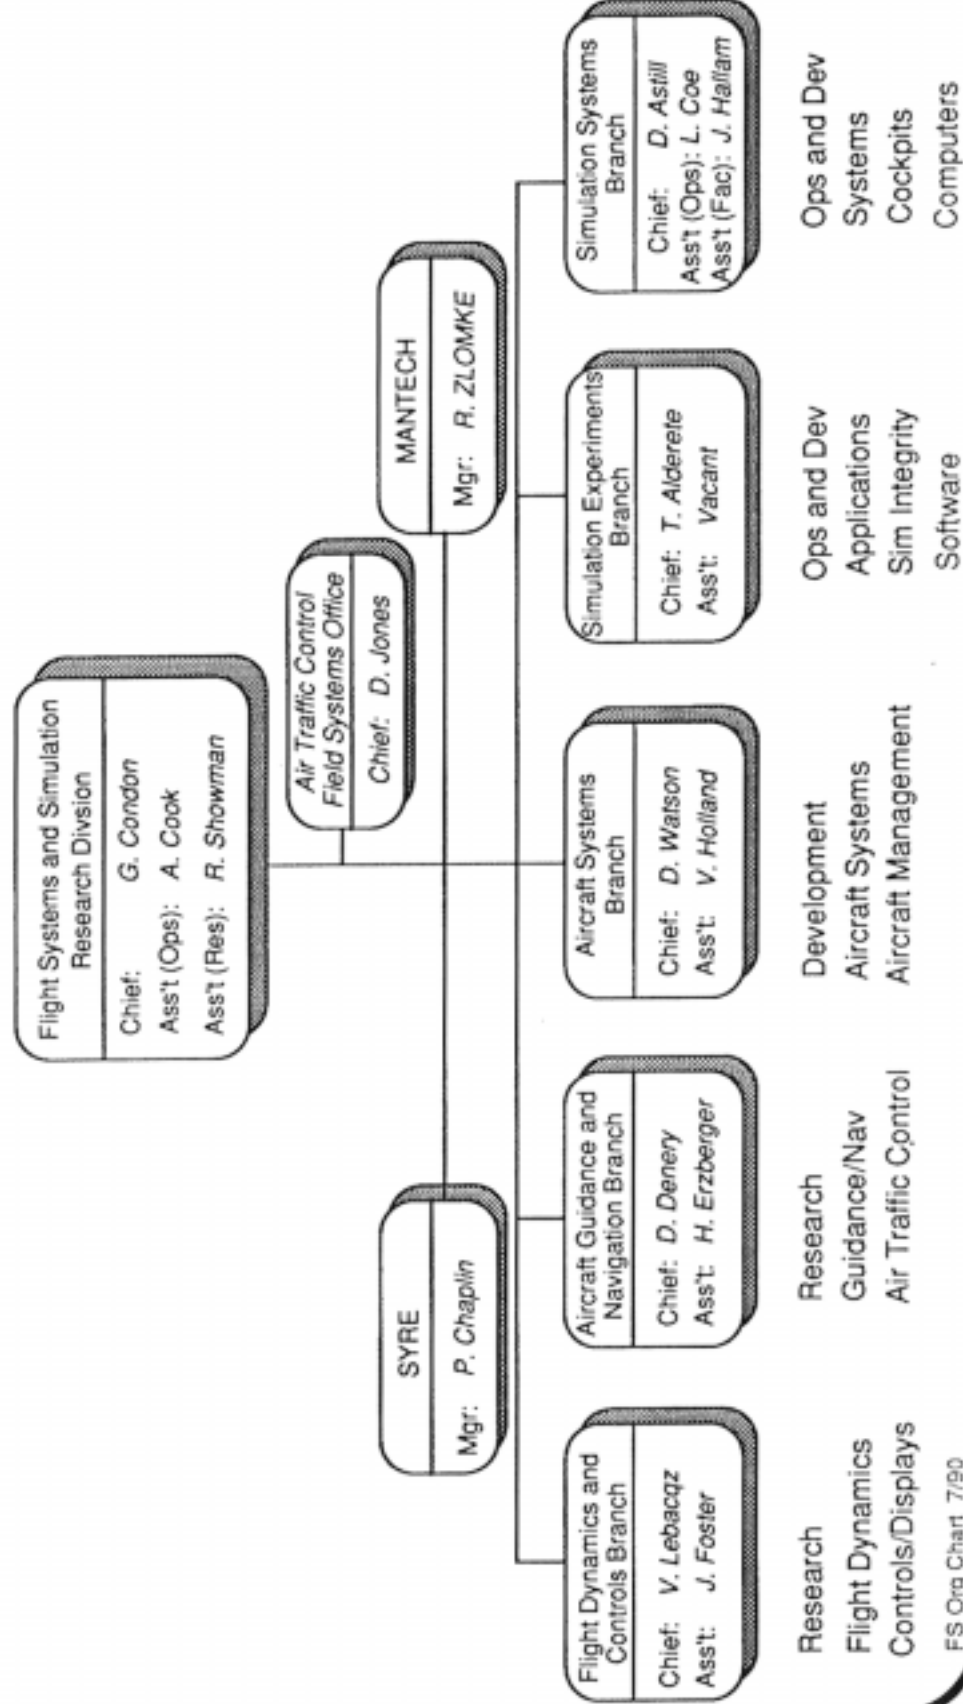 Flight Systems and Simulation
Research Divsion
Chief: G. Condon
Ass't (Ops): A. Cook
Ass't (Res): R. Showman
Air Traffic Control
Field Systems Office
Chief: D. Jones
SYRE
Mgr: P. Chaplin
MANTECH
Mgr: R. ZLOMKE
Flight Dynamics and
Controls Branch
Chief: V. Lebacqz
Ass't: J. Foster
Aircraft Guidance and
Navigation Branch
Chief: D. Denery
Ass't: H. Erzberger
Aircraft Systems
Branch
Chief: D. Watson
Ass't: V. Holland
Simulation Experiments
Branch
Chief: T. Alderete
Ass't: Vacant
Simulation Systems
Branch
Chief: D. Astill
Ass't (Ops): L. Coe
Ass't (Fac): J. Hallam
Research
Flight Dynamics
Controls/Displays
Research
Guidance/Nav
Air Traffic Control
Development
Aircraft Systems
Aircraft Management
Ops and Dev
Applications
Sim Integrity
Software
Ops and Dev
Systems
Cockpits
Computers
FS Org Chart 7/90